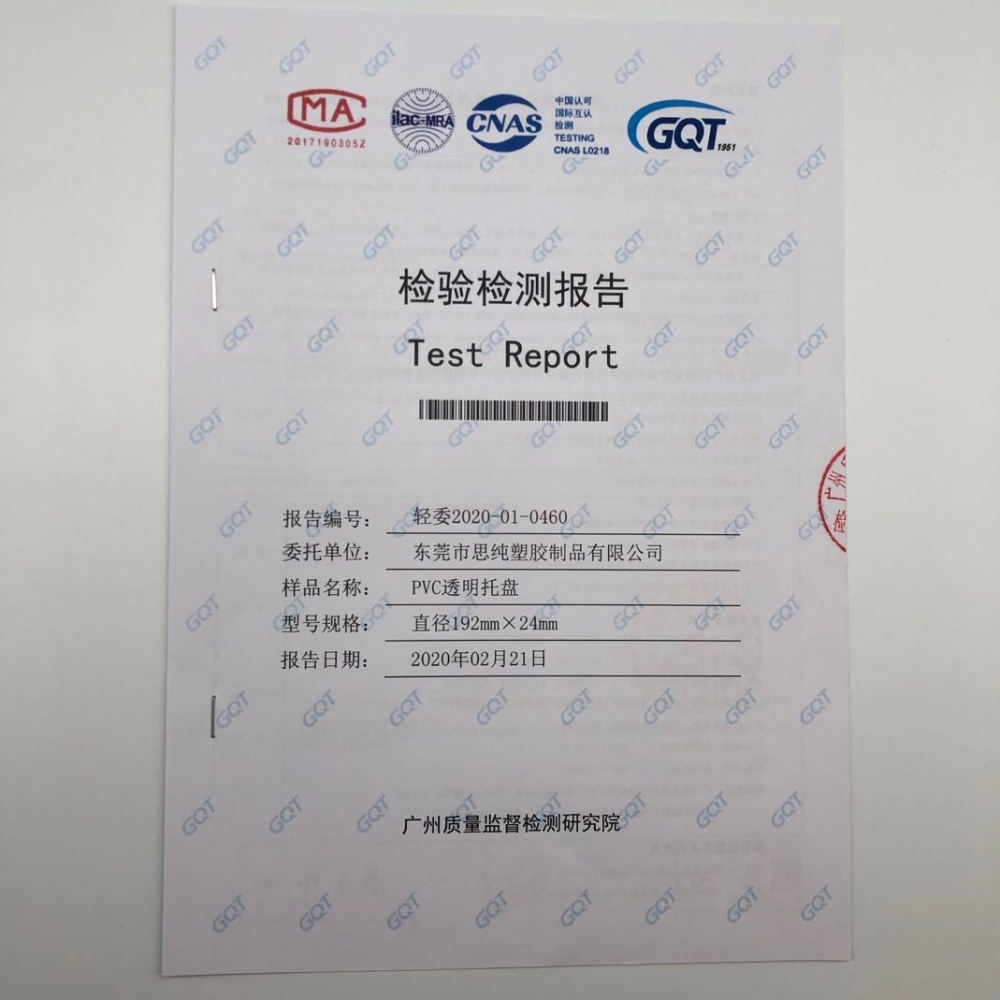 MA
2017190305Z
ilac-MRA
CNAS
中国认可
国际互认
检测
TESTING
CNAS L0218
GQT
1951
检验检测报告
Test Report
报告编号： 轻委2020-01-0460
委托单位： 东莞市思纯塑胶制品有限公司
样品名称： PVC透明托盘
型号规格： 直径192mm×24mm
报告日期： 2020年02月21日
广州质量监督检测研究院